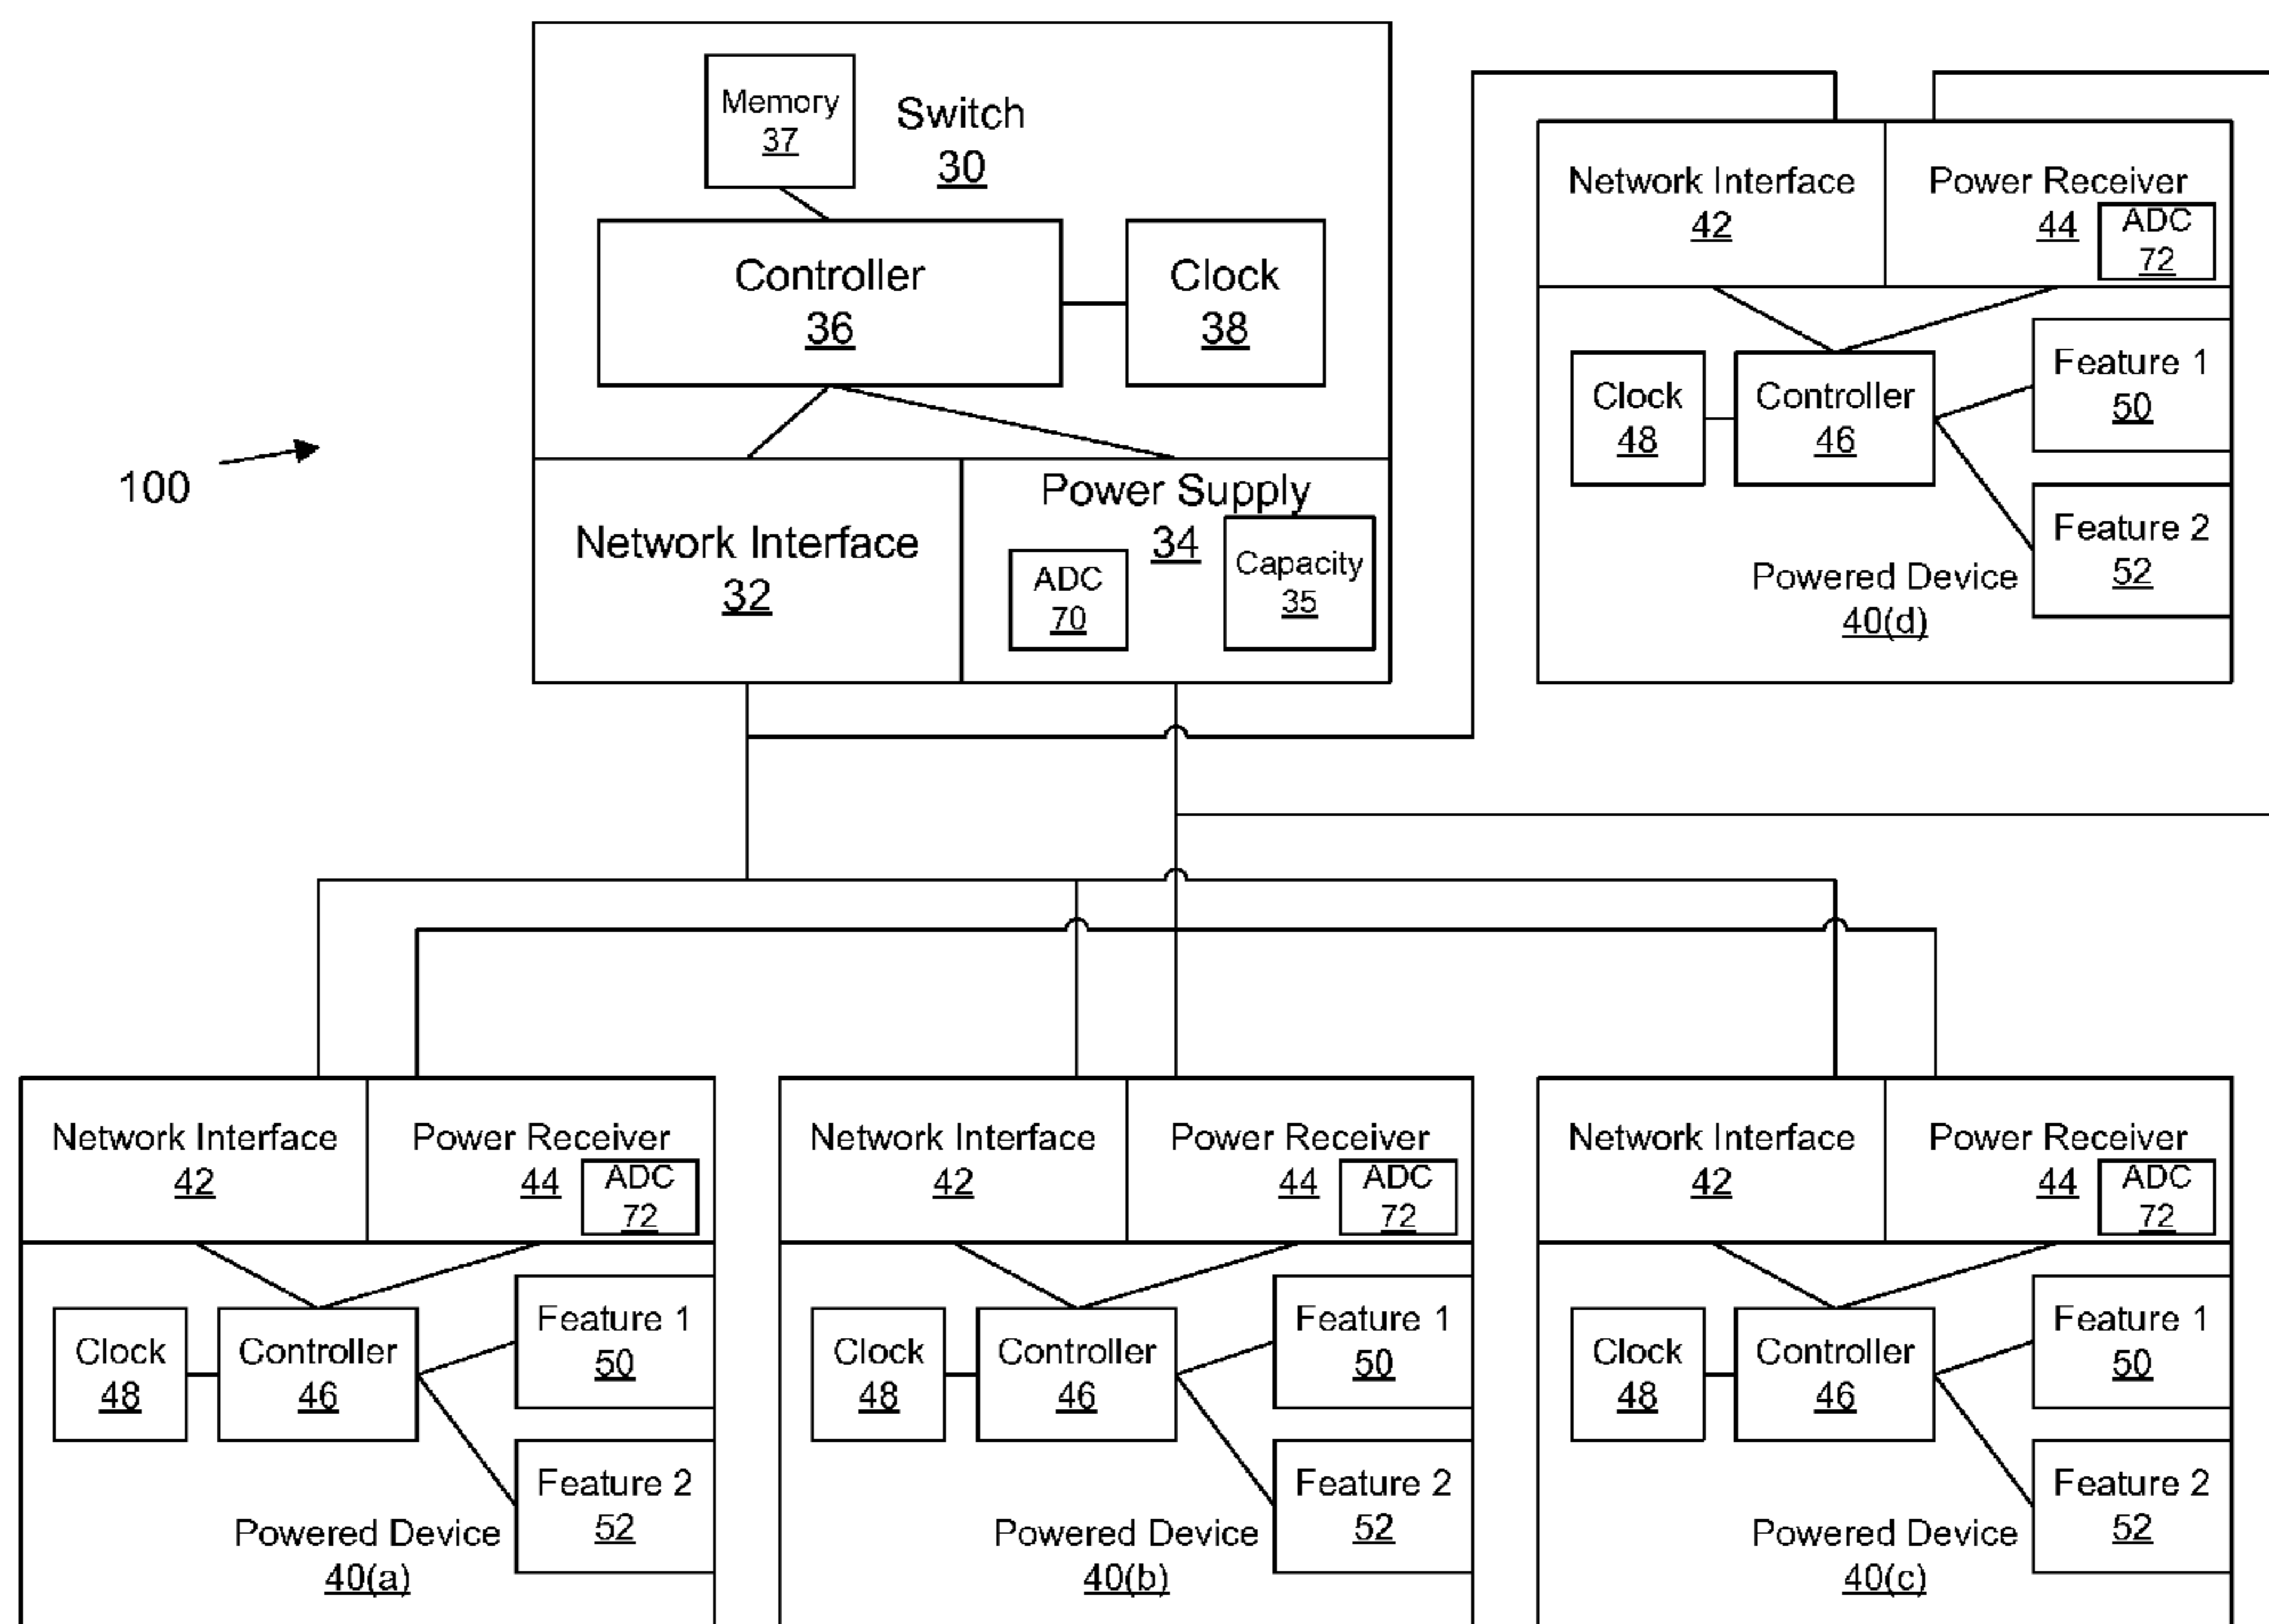 Memory
37
Switch
30
Controller
36
Clock
38
Network Interface
32
Power Supply
34
ADC
70
Capacity
35
100
Network Interface
42
Power Receiver
44
ADC
72
Clock
48
Controller
46
Feature 1
50
Feature 2
52
Powered Device
40(d)
Network Interface
42
Power Receiver
44
ADC
72
Clock
48
Controller
46
Feature 1
50
Feature 2
52
Powered Device
40(a)
Network Interface
42
Power Receiver
44
ADC
72
Clock
48
Controller
46
Feature 1
50
Feature 2
52
Powered Device
40(b)
Network Interface
42
Power Receiver
44
ADC
72
Clock
48
Controller
46
Feature 1
50
Feature 2
52
Powered Device
40(c)